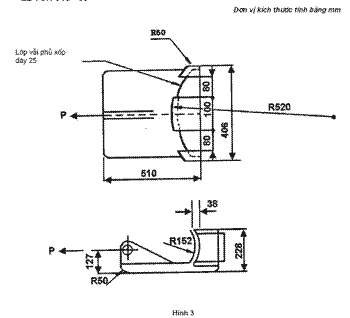 Đơn vị kích thước tính bằng mm
R50
Lớp vải phủ xốp
dày 25
80
100
80
406
R520
P
510
38
P
R152
127
228
R50
Hình 3